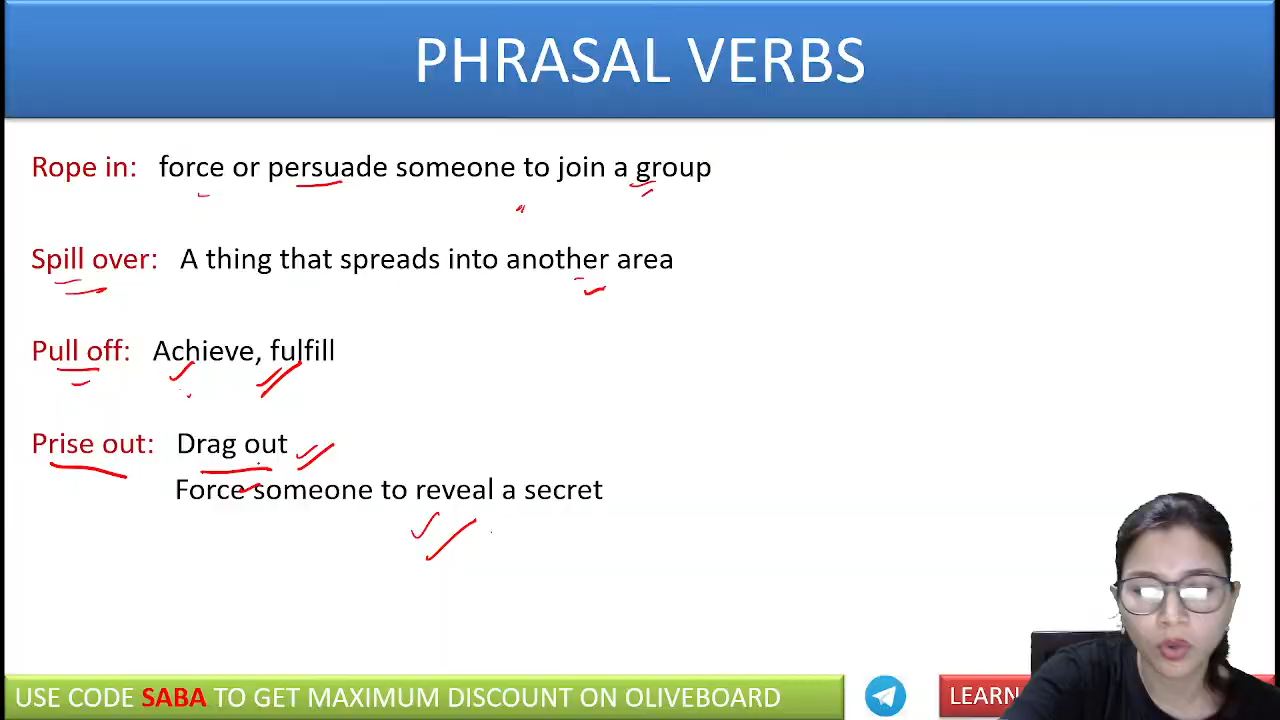 PHRASAL VERBS
Rope in: force or persuade someone to join a group
Spill over: A thing that spreads into another area
Pull off: Achieve, fulfill
Prise out: Drag out
Force someone to reveal a secret
USE CODE SABA TO GET MAXIMUM DISCOUNT ON OLIVEBOARD
LEARN